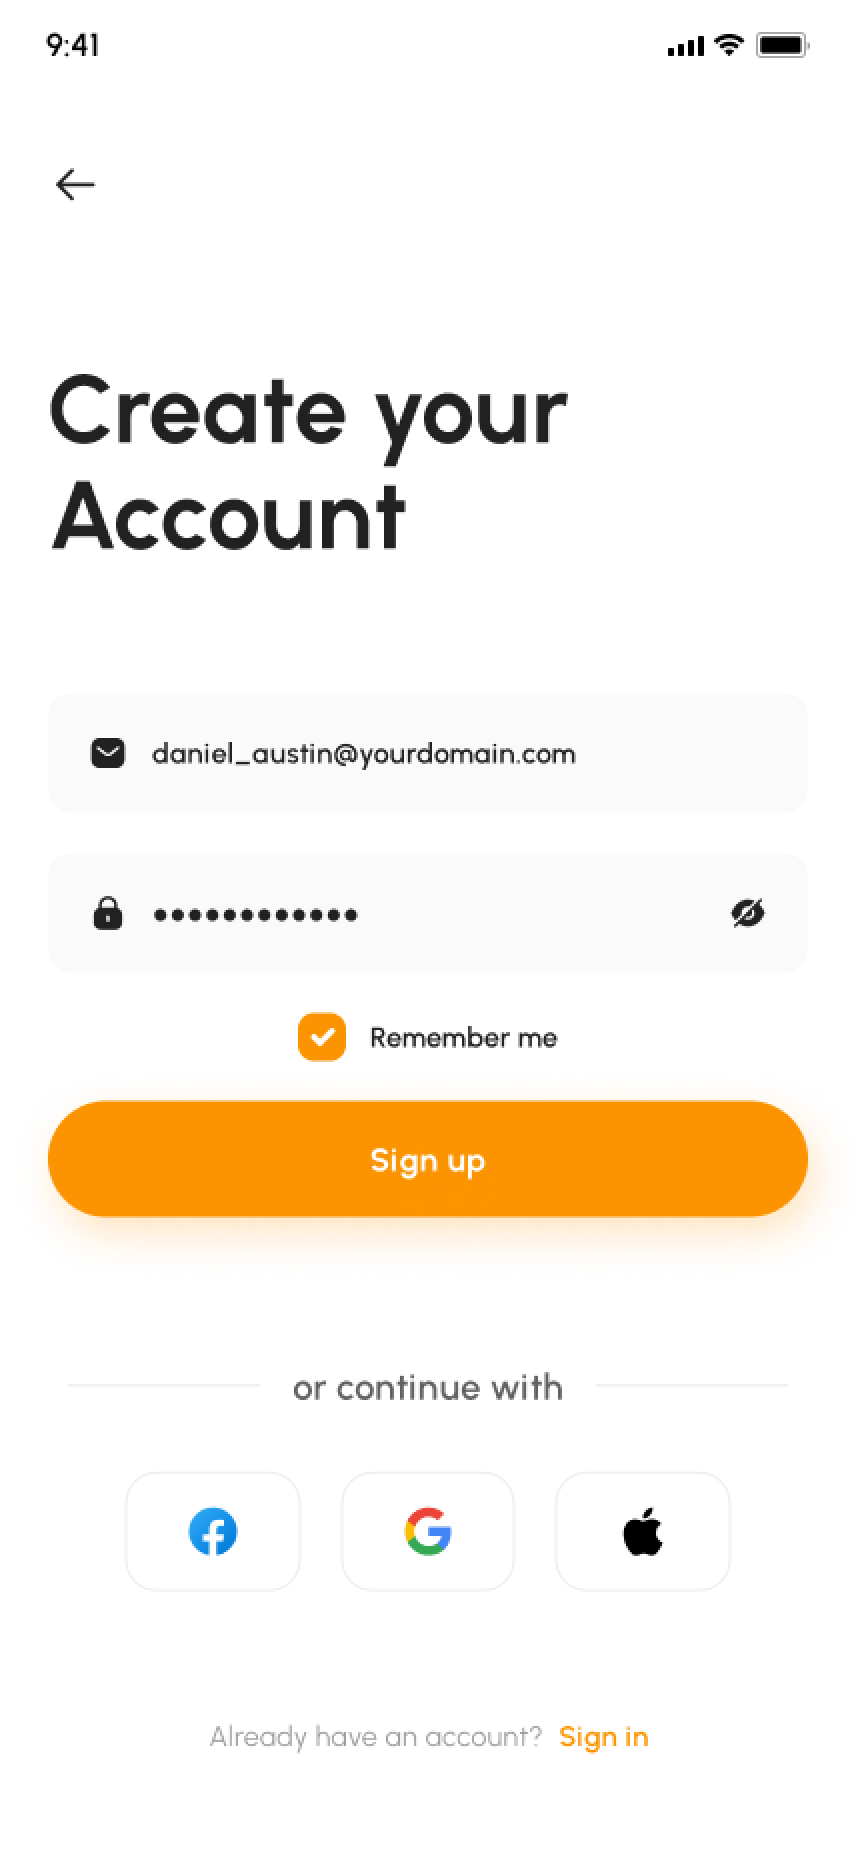 9:41
Create your
Account
daniel_austin@yourdomain.com
••••••••••••
Remember me
Sign up
or continue with
Already have an account? Sign in